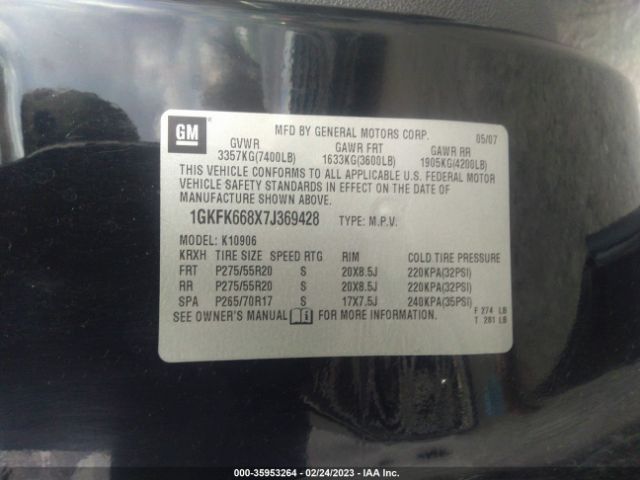 GM
MFD BY GENERAL MOTORS CORP. 05/07
GVWR GAWR FRT GAWR RR
3357KG(7400LB) 1633KG(3600LB) 1905KG(4200LB)
THIS VEHICLE CONFORMS TO ALL APPLICABLE U.S. FEDERAL MOTOR
VEHICLE SAFETY STANDARDS IN EFFECT ON THE DATE OF
MANUFACTURE SHOWN ABOVE.
1GKFK668X7J369428 TYPE: M.P.V.
MODEL: K10906
KRXH TIRE SIZE SPEED RTG RIM COLD TIRE PRESSURE
FRT P275/55R20 S 20X8.5J 220KPA(32PSI)
RR P275/55R20 S 20X8.5J 220KPA(32PSI)
SPA P265/70R17 S 17X7.5J 240KPA(35PSI)
SEE OWNER'S MANUAL i FOR MORE INFORMATION.
F 274 LB
T 281 LB
000-35953264 - 02/24/2023 - IAA Inc.